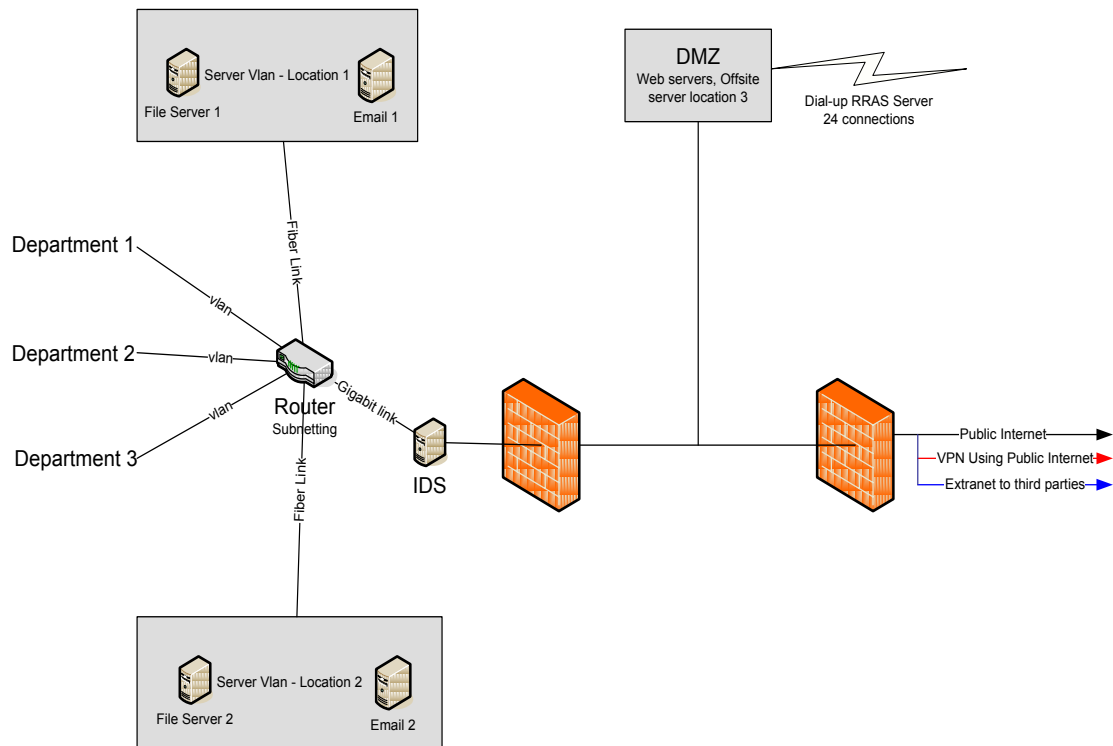 Server Vlan - Location 1
File Server 1
Email 1
DMZ
Web servers, Offsite
server location 3
Dial-up RRAS Server
24 connections
Fiber Link
Department 1
vlan
Department 2
vlan
Department 3
vlan
Router
Subnetting
Gigabit link
IDS
Public Internet
VPN Using Public Internet
Extranet to third parties
Fiber Link
Server Vlan - Location 2
File Server 2
Email 2